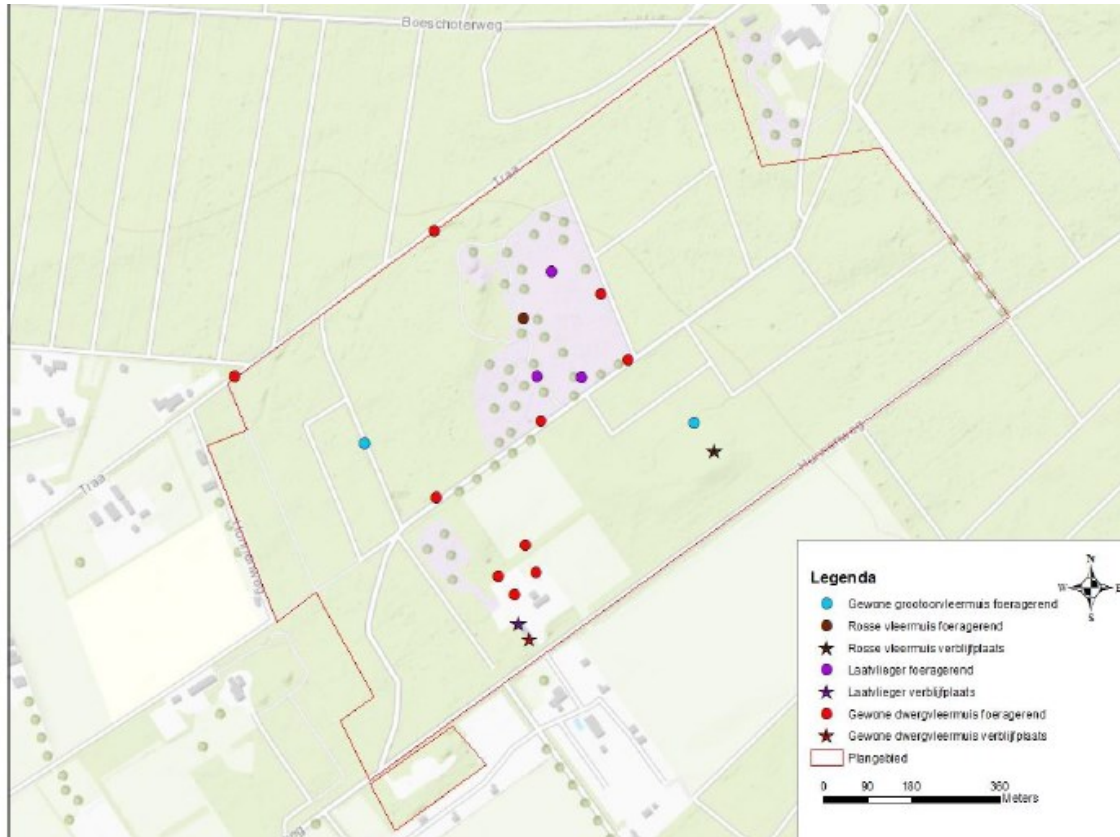 Boeschoterweg
Traa
Traa
Hunnenweg
Legenda
N
W
E
S
Gewone grootoorvleermuis foeragerend
Rosse vleermuis foeragerend
Rosse vleermuis verblijfplaats
Laatvlieger foeragerend
Laatvlieger verblijfplaats
Gewone dwergvleermuis foeragerend
Gewone dwergvleermuis verblijfplaats
Plangebied
0 90 180 360
Meters